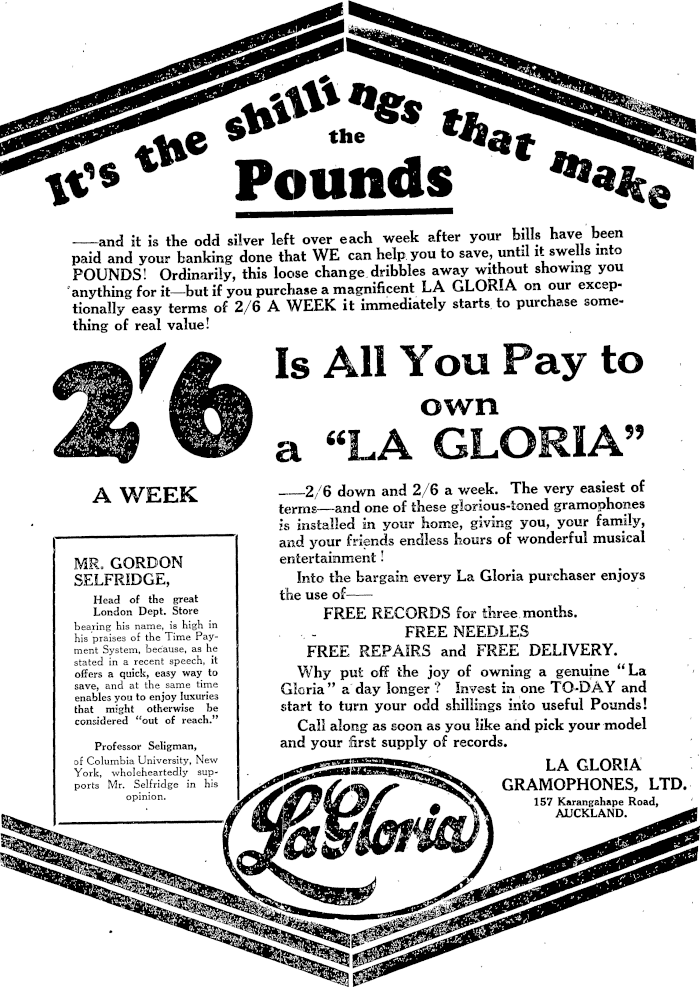 It's the shillings that make
the
Pounds
—and it is the odd silver left over each week after your bills have been
paid and your banking done that WE can help you to save, until it swells into
POUNDS! Ordinarily, this loose change dribbles away without showing you
anything for it—but if you purchase a magnificent LA GLORIA on our excep-
tionally easy terms of 2/6 A WEEK it immediately starts to purchase some-
thing of real value!
2'6
A WEEK
Is All You Pay to
own
a "LA GLORIA"
—2/6 down and 2/6 a week. The very easiest of
terms—and one of these glorious-toned gramophones
is installed in your home, giving you, your family,
and your friends endless hours of wonderful musical
entertainment!
Into the bargain every La Gloria purchaser enjoys
the use of—
FREE RECORDS for three months.
FREE NEEDLES
FREE REPAIRS and FREE DELIVERY.
Why put off the joy of owning a genuine "La
Gloria" a day longer? Invest in one TO-DAY and
start to turn your odd shillings into useful Pounds!
Call along as soon as you like and pick your model
and your first supply of records.
MR. GORDON
SELFRIDGE,
Head of the great
London Dept. Store
bearing his name, is high in
his praises of the Time Pay-
ment System, because, as he
stated in a recent speech, it
offers a quick, easy way to
save, and at the same time
enables you to enjoy luxuries
that might otherwise be
considered "out of reach."
Professor Seligman,
of Columbia University, New
York, wholeheartedly sup-
ports Mr. Selfridge in his
opinion.
LA GLORIA
GRAMOPHONES, LTD.
157 Karangahape Road,
AUCKLAND.
La Gloria